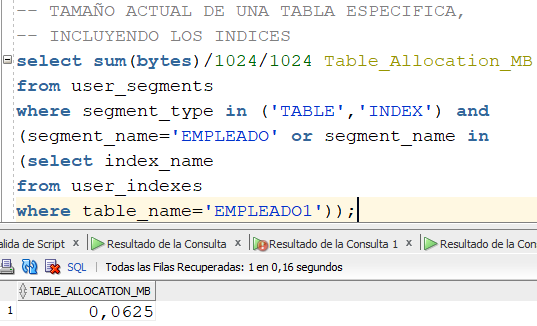 -- TAMAÑO ACTUAL DE UNA TABLA ESPECIFICA,
-- INCLUYENDO LOS INDICES
select sum(bytes)/1024/1024 Table_Allocation_MB
from user_segments
where segment_type in ('TABLE','INDEX') and
(segment_name='EMPLEADO' or segment_name in
(select index_name
from user_indexes
where table_name='EMPLEADO1'));
alida de Script x Resultado de la Consulta x Resultado de la Consulta 1 x Resultado de la Con
SQL | Todas las Filas Recuperadas: 1 en 0,16 segundos
TABLE_ALLOCATION_MB
1 0,0625